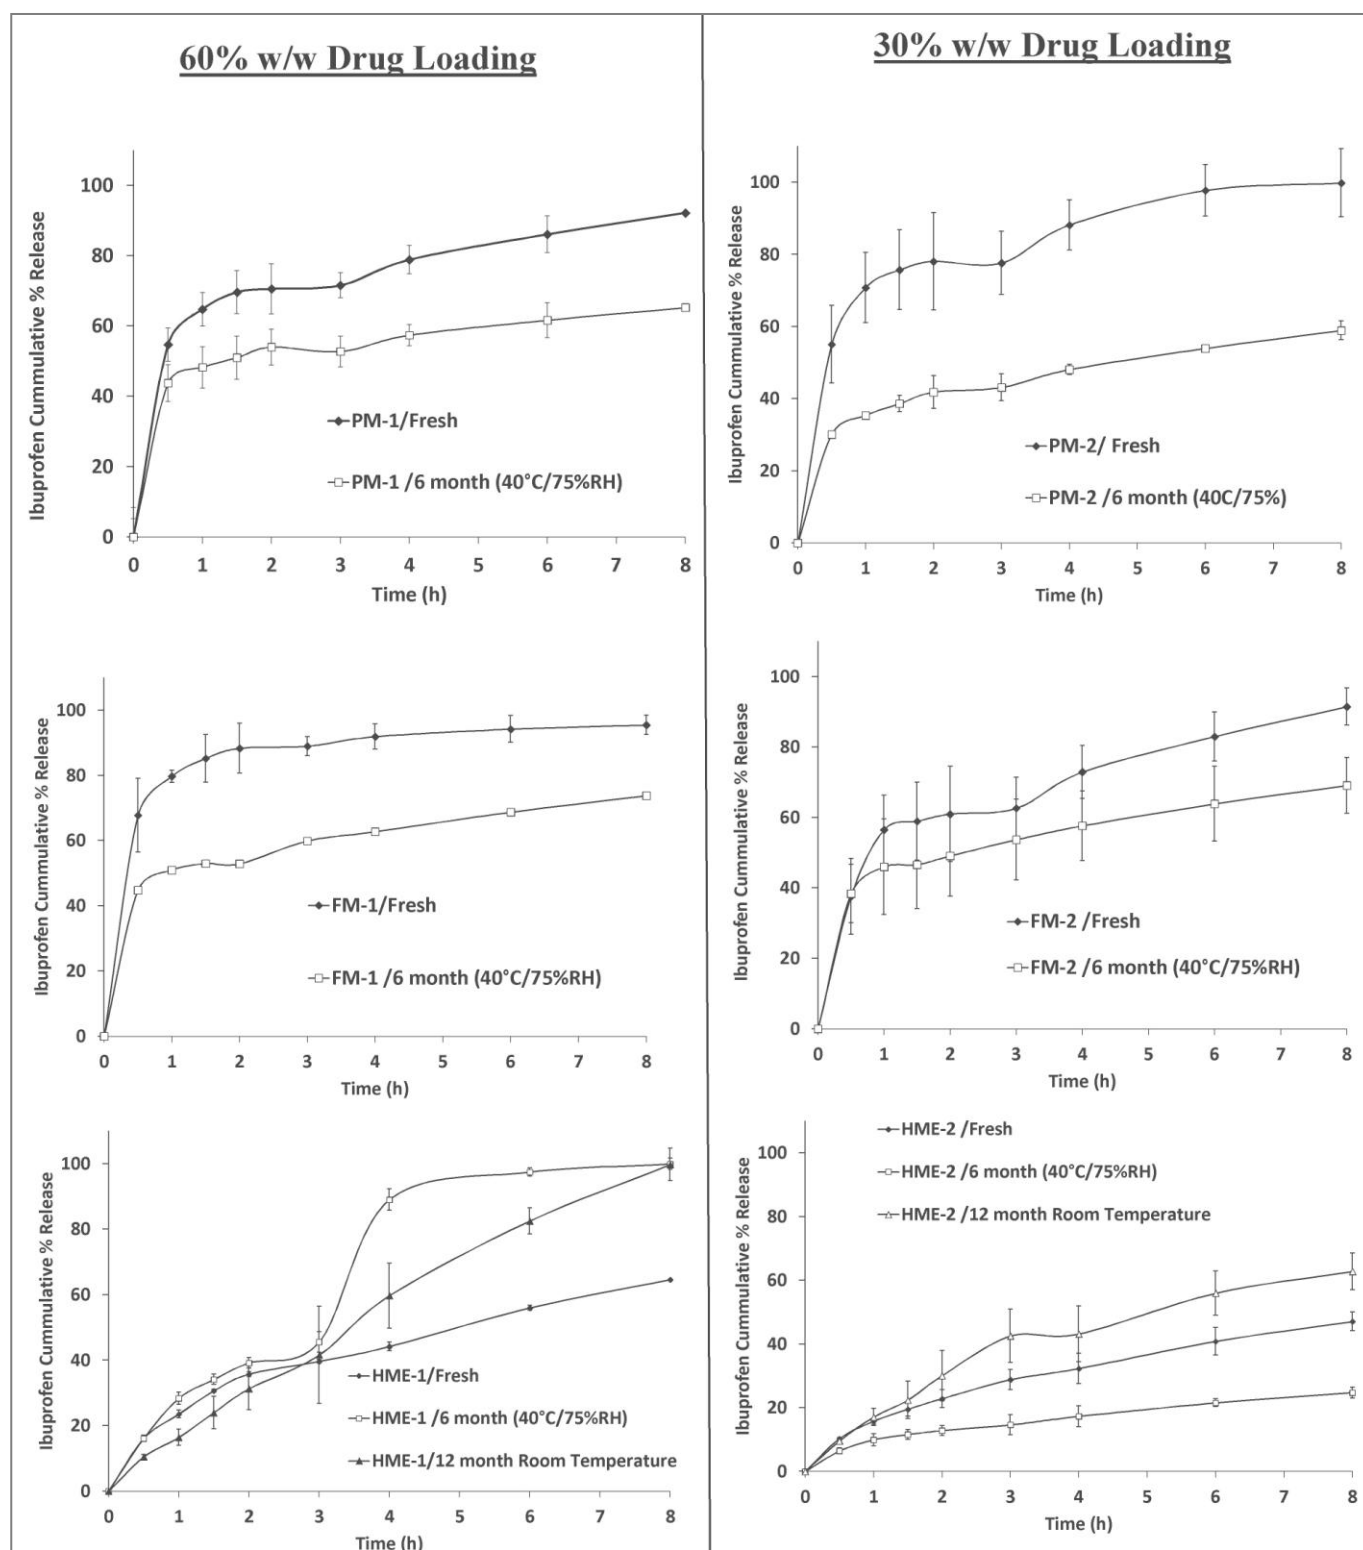 60% w/w Drug Loading
Ibuprofen Cummulative % Release
100
80
60
40
20
0
PM-1/Fresh
PM-1 /6 month (40°C/75%RH)
0 1 2 3 4 5 6 7 8
Time (h)
Ibuprofen Cummulative % Release
100
80
60
40
20
0
FM-1/Fresh
FM-1 /6 month (40°C/75%RH)
0 1 2 3 4 5 6 7 8
Time (h)
Ibuprofen Cummulative % Release
100
80
60
40
20
0
HME-1/Fresh
HME-1 /6 month (40°C/75%RH)
HME-1/12 month Room Temperature
0 1 2 3 4 5 6 7 8
Time (h)
30% w/w Drug Loading
Ibuprofen Cummulative % Release
100
80
60
40
20
0
PM-2/ Fresh
PM-2 /6 month (40C/75%)
0 1 2 3 4 5 6 7 8
Time (h)
Ibuprofen Cummulative % Release
100
80
60
40
20
0
FM-2 /Fresh
FM-2 /6 month (40°C/75%RH)
0 1 2 3 4 5 6 7 8
Time (h)
HME-2 /Fresh
HME-2 /6 month (40°C/75%RH)
HME-2 /12 month Room Temperature
Ibuprofen Cummulative % Release
100
80
60
40
20
0
0 1 2 3 4 5 6 7 8
Time (h)